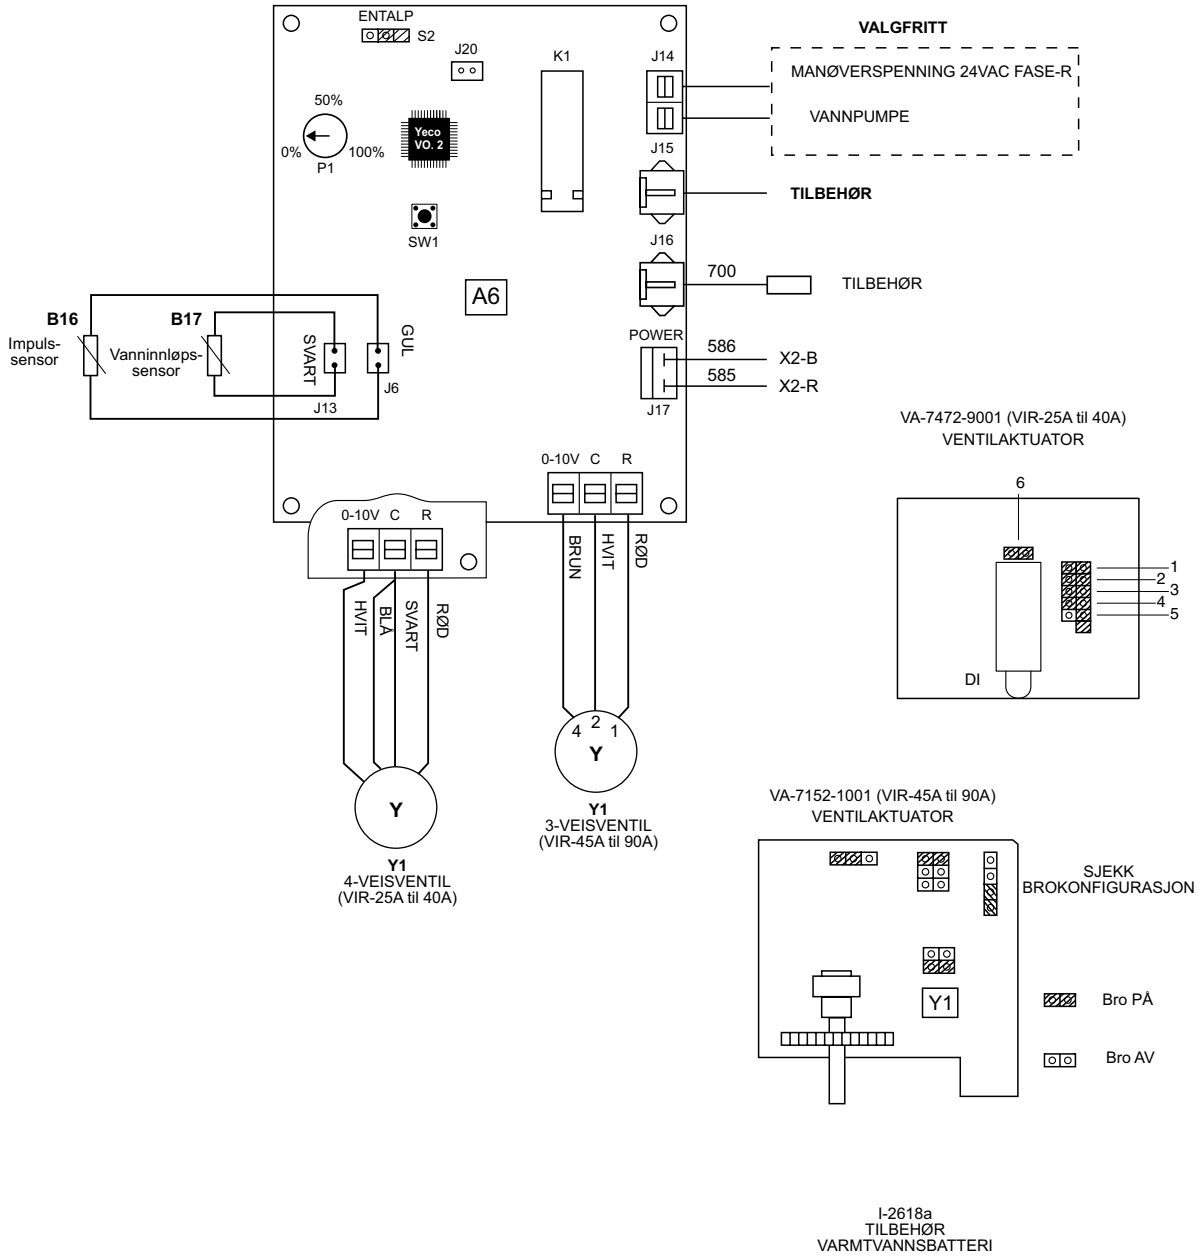 ENTALP
S2
J20
K1
50%
0%
100%
P1
Yeco
VO. 2
SW1
A6
J14
VALGFRITT
MANØVERSPENNING 24VAC FASE-R
VANNPUMPE
J15
TILBEHØR
J16
700
TILBEHØR
POWER
586
X2-B
585
X2-R
J17
B16
Impuls-
sensor
B17
Vanninnløps-
sensor
SVART
J13
GUL
J6
0-10V C R
BRUN
HVIT
RØD
4 2 1
Y
Y1
3-VEISVENTIL
(VIR-45A til 90A)
0-10V C R
HVIT
BLÅ
SVART
RØD
Y
Y1
4-VEISVENTIL
(VIR-25A til 40A)
VA-7472-9001 (VIR-25A til 40A)
VENTILAKTUATOR
6
1
2
3
4
5
DI
VA-7152-1001 (VIR-45A til 90A)
VENTILAKTUATOR
SJEKK
BROKONFIGURASJON
Y1
Bro PÅ
Bro AV
I-2618a
TILBEHØR
VARMTVANNSBATTERI